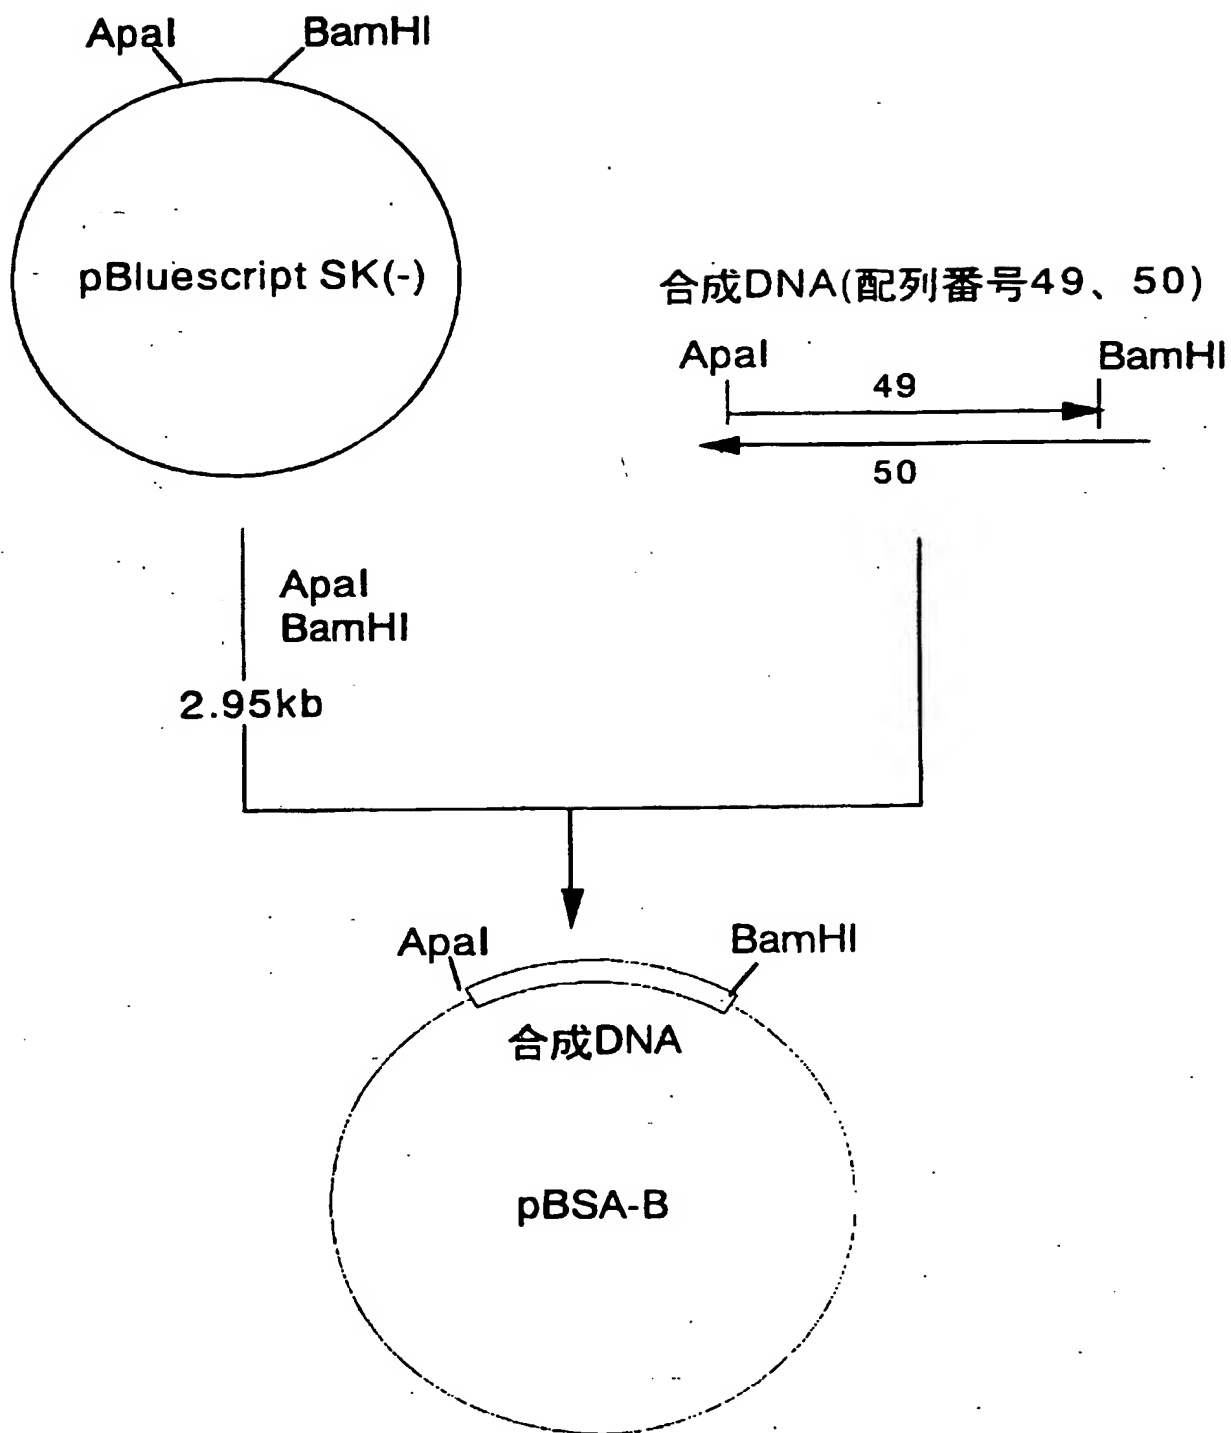 ApaI
BamHI
pBluescript SK(-)
合成DNA(配列番号49、50)
ApaI
BamHI
49
50
ApaI
BamHI
2.95kb
ApaI
BamHI
合成DNA
pBSA-B